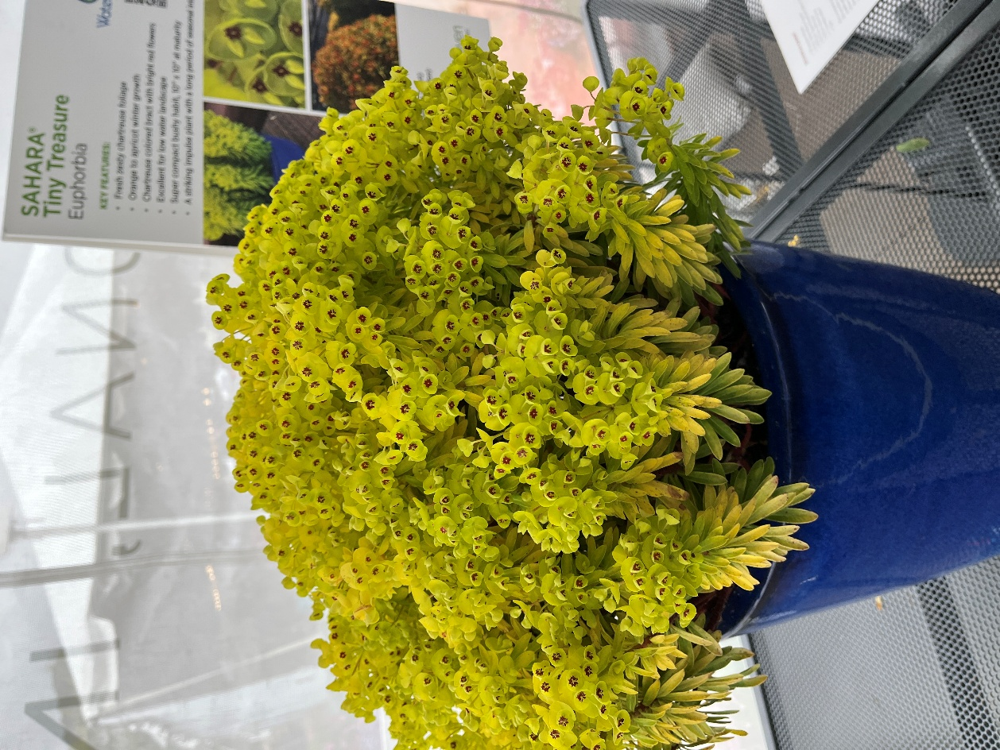 SAHARA®
Tiny Treasure
Euphorbia
KEY FEATURES:
• Fresh zesty chartreuse foliage
• Orange to apricot winter growth
• Chartreuse colored bract with bright red flowers
• Excellent for low water landscape
• Super compact bushy habit, 10" x 10" at maturity
• A striking impulse plant with a long period of seasonal